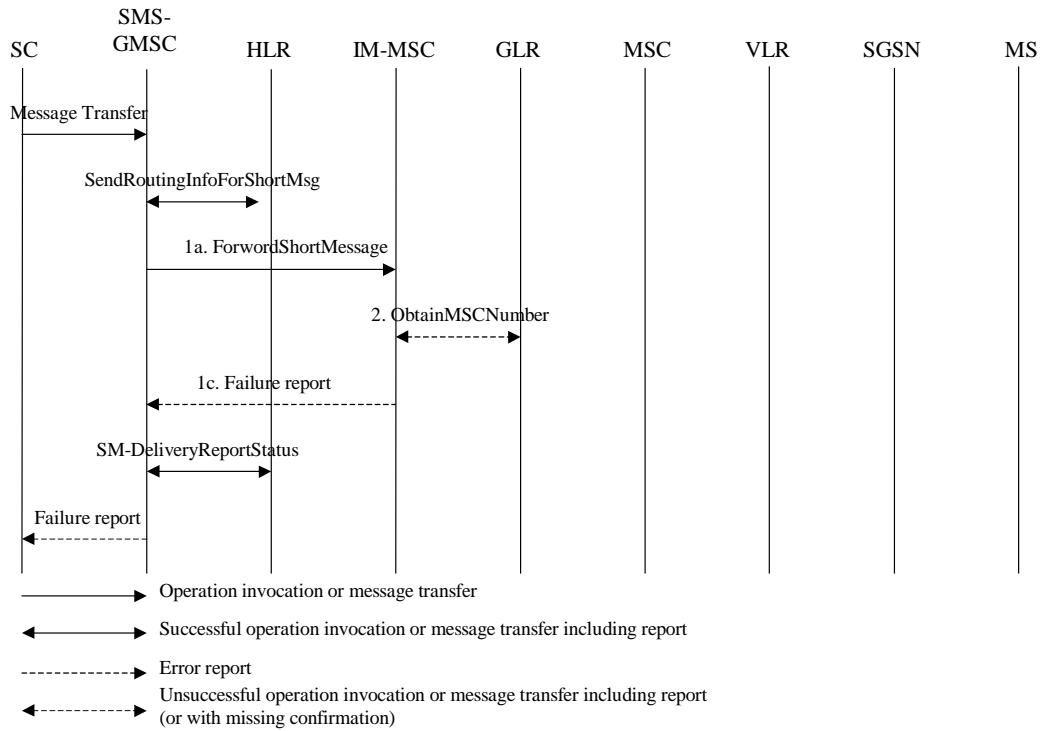 SC
SMS-
GMSC
HLR
IM-MSC
GLR
MSC
VLR
SGSN
MS
Message Transfer
SendRoutingInfoForShortMsg
1a. ForwordShortMessage
2. ObtainMSCNumber
1c. Failure report
SM-DeliveryReportStatus
Failure report
Operation invocation or message transfer
Successful operation invocation or message transfer including report
Error report
Unsuccessful operation invocation or message transfer including report
(or with missing confirmation)